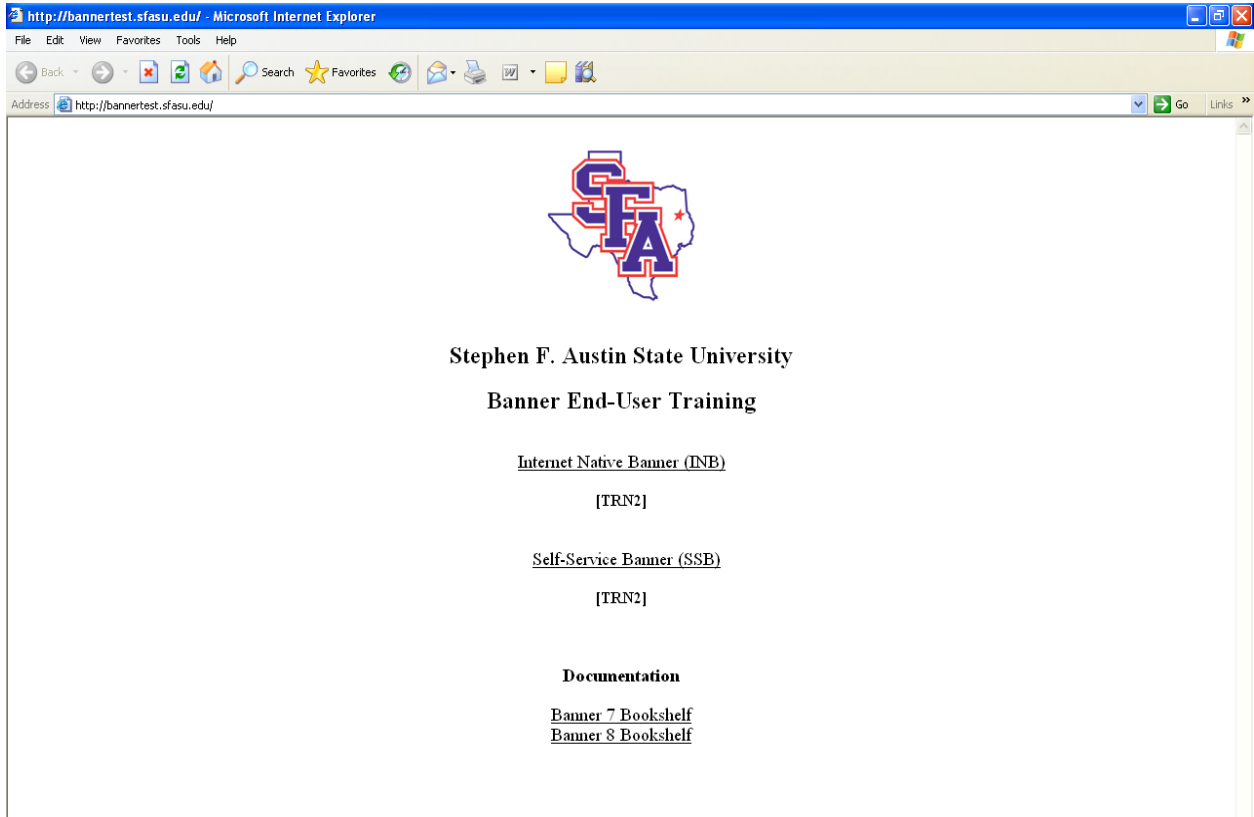 http://bannertest.sfasu.edu/ - Microsoft Internet Explorer
File Edit View Favorites Tools Help
Back Search Favorites
Address http://bannertest.sfasu.edu/ Go Links »
SFA
Stephen F. Austin State University
Banner End-User Training
Internet Native Banner (INB)
[TRN2]
Self-Service Banner (SSB)
[TRN2]
Documentation
Banner 7 Bookshelf
Banner 8 Bookshelf